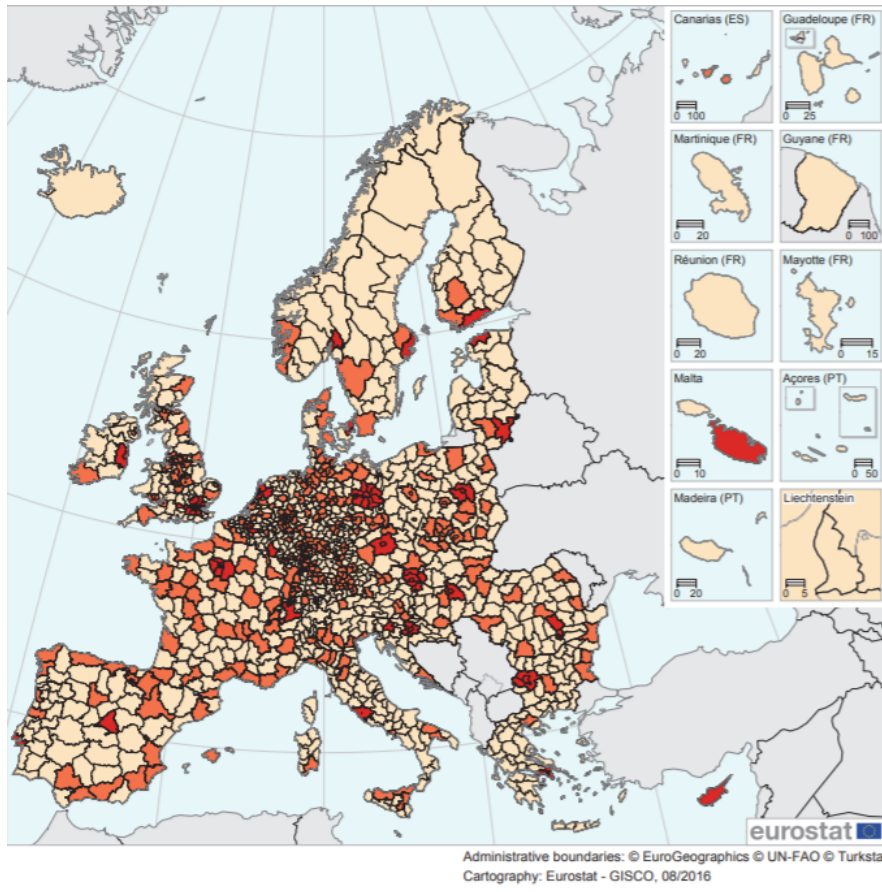 Canarias (ES)
0 100
Guadeloupe (FR)
0 25
Martinique (FR)
0 20
Guyane (FR)
0 100
Réunion (FR)
0 20
Mayotte (FR)
0 15
Malta
0 10
Açores (PT)
0 50
Madeira (PT)
0 20
Liechtenstein
0 5
eurostat
Administrative boundaries: © EuroGeographics © UN-FAO © Turksta
Cartography: Eurostat - GISCO, 08/2016